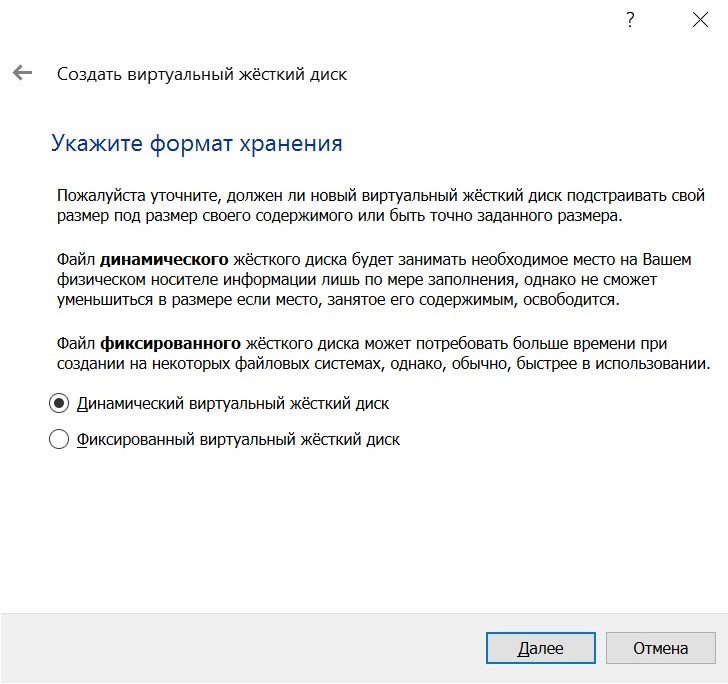 ?
Создать виртуальный жёсткий диск
Укажите формат хранения
Пожалуйста уточните, должен ли новый виртуальный жёсткий диск подстраивать свой
размер под размер своего содержимого или быть точно заданного размера.
Файл динамического жёсткого диска будет занимать необходимое место на Вашем
физическом носителе информации лишь по мере заполнения, однако не сможет
уменьшиться в размере если место, занятое его содержимым, освободится.
Файл фиксированного жёсткого диска может потребовать больше времени при
создании на некоторых файловых системах, однако, обычно, быстрее в использовании.
Динамический виртуальный жёсткий диск
Фиксированный виртуальный жёсткий диск
Далее Отмена